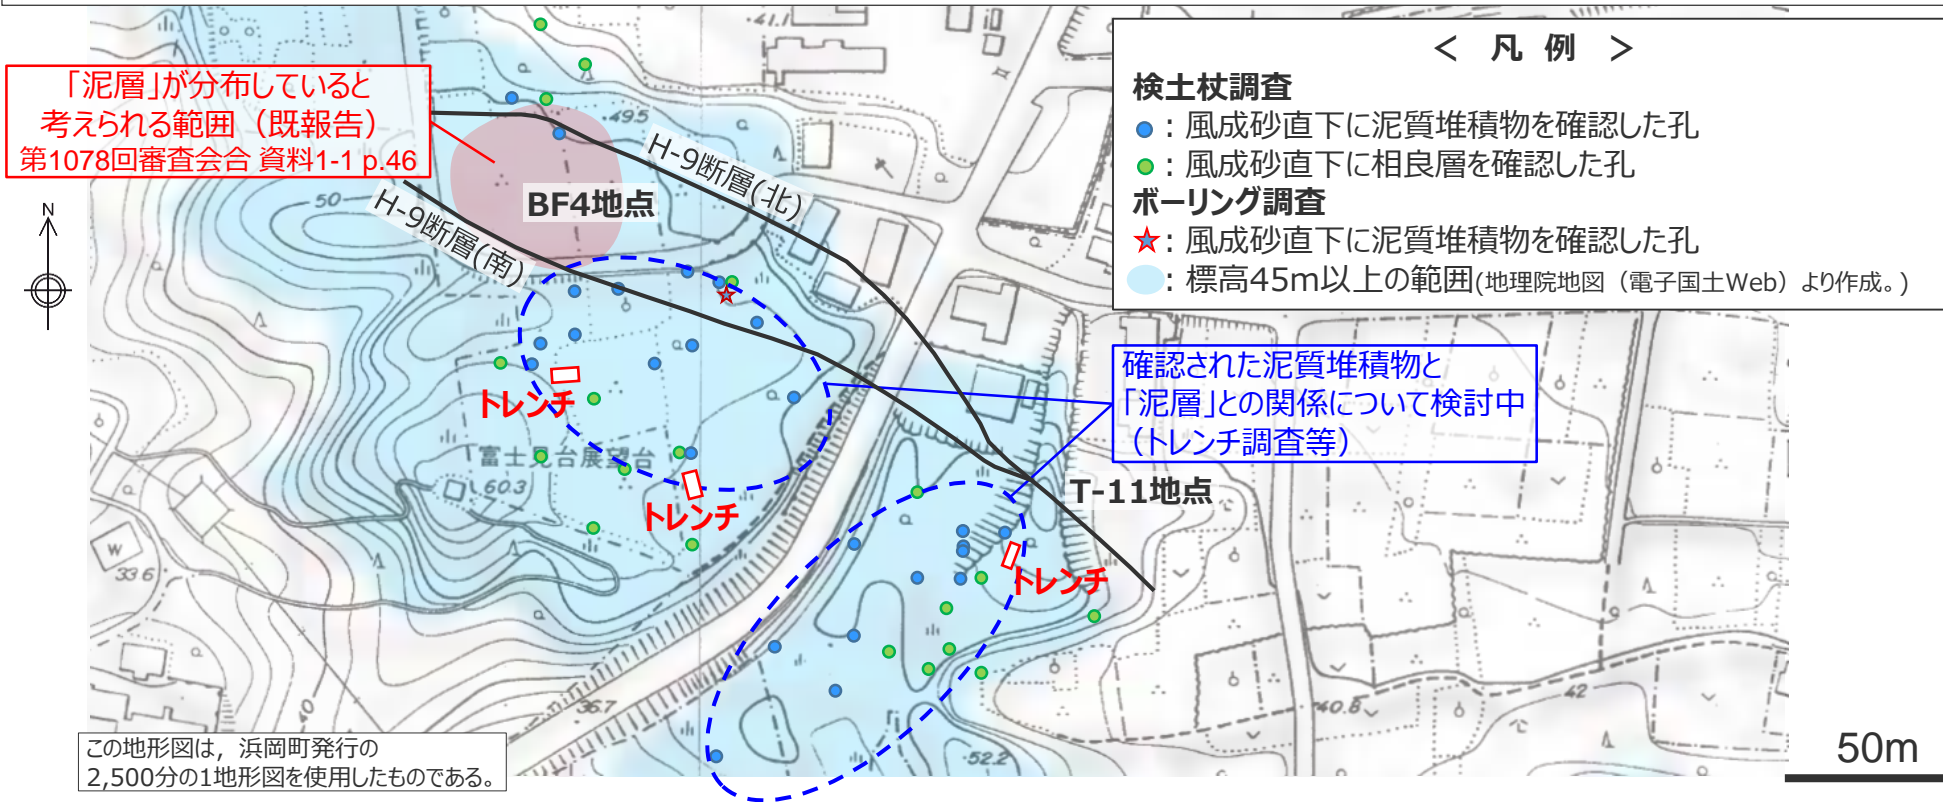 ・41.1
＜ 凡 例 ＞
検土杖調査
：風成砂直下に泥質堆積物を確認した孔
：風成砂直下に相良層を確認した孔
ボーリング調査
：風成砂直下に泥質堆積物を確認した孔
：標高45m以上の範囲(地理院地図（電子国土Web）より作成。)
「泥層」が分布していると
考えられる範囲（既報告）
第1078回審査会合 資料1-1 p.46
・49.5
H-9断層(北)
BF4地点
50
H-9断層(南)
N
確認された泥質堆積物と
「泥層」との関係について検討中
（トレンチ調査等）
トレンチ
富士見台展望台
60.3
トレンチ
T-11地点
W
33.6
トレンチ
36.7
40
・40.8
42
・52.2
この地形図は，浜岡町発行の
2,500分の1地形図を使用したものである。
50m